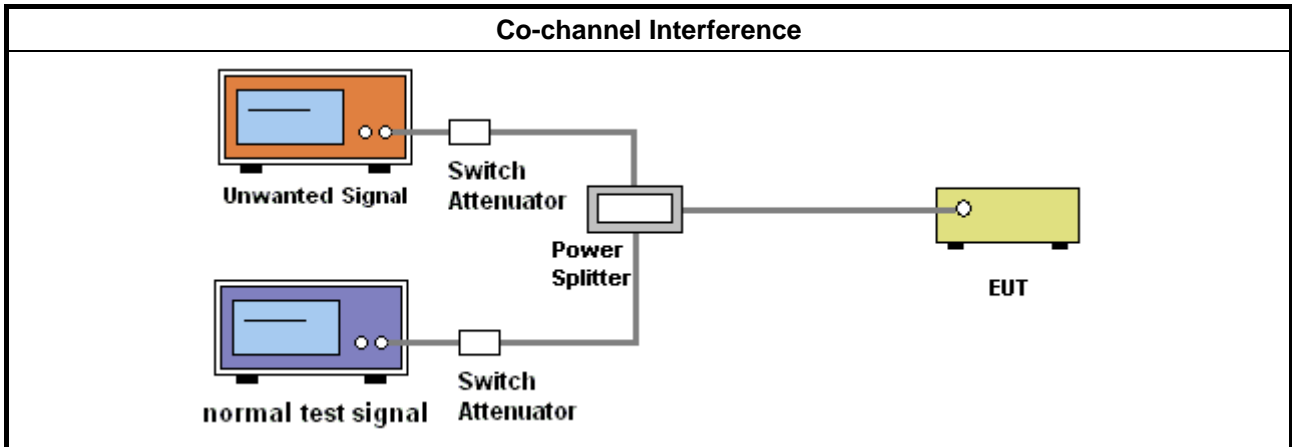 Co-channel Interference
Unwanted Signal
Switch
Attenuator
Power
Splitter
EUT
normal test signal
Switch
Attenuator